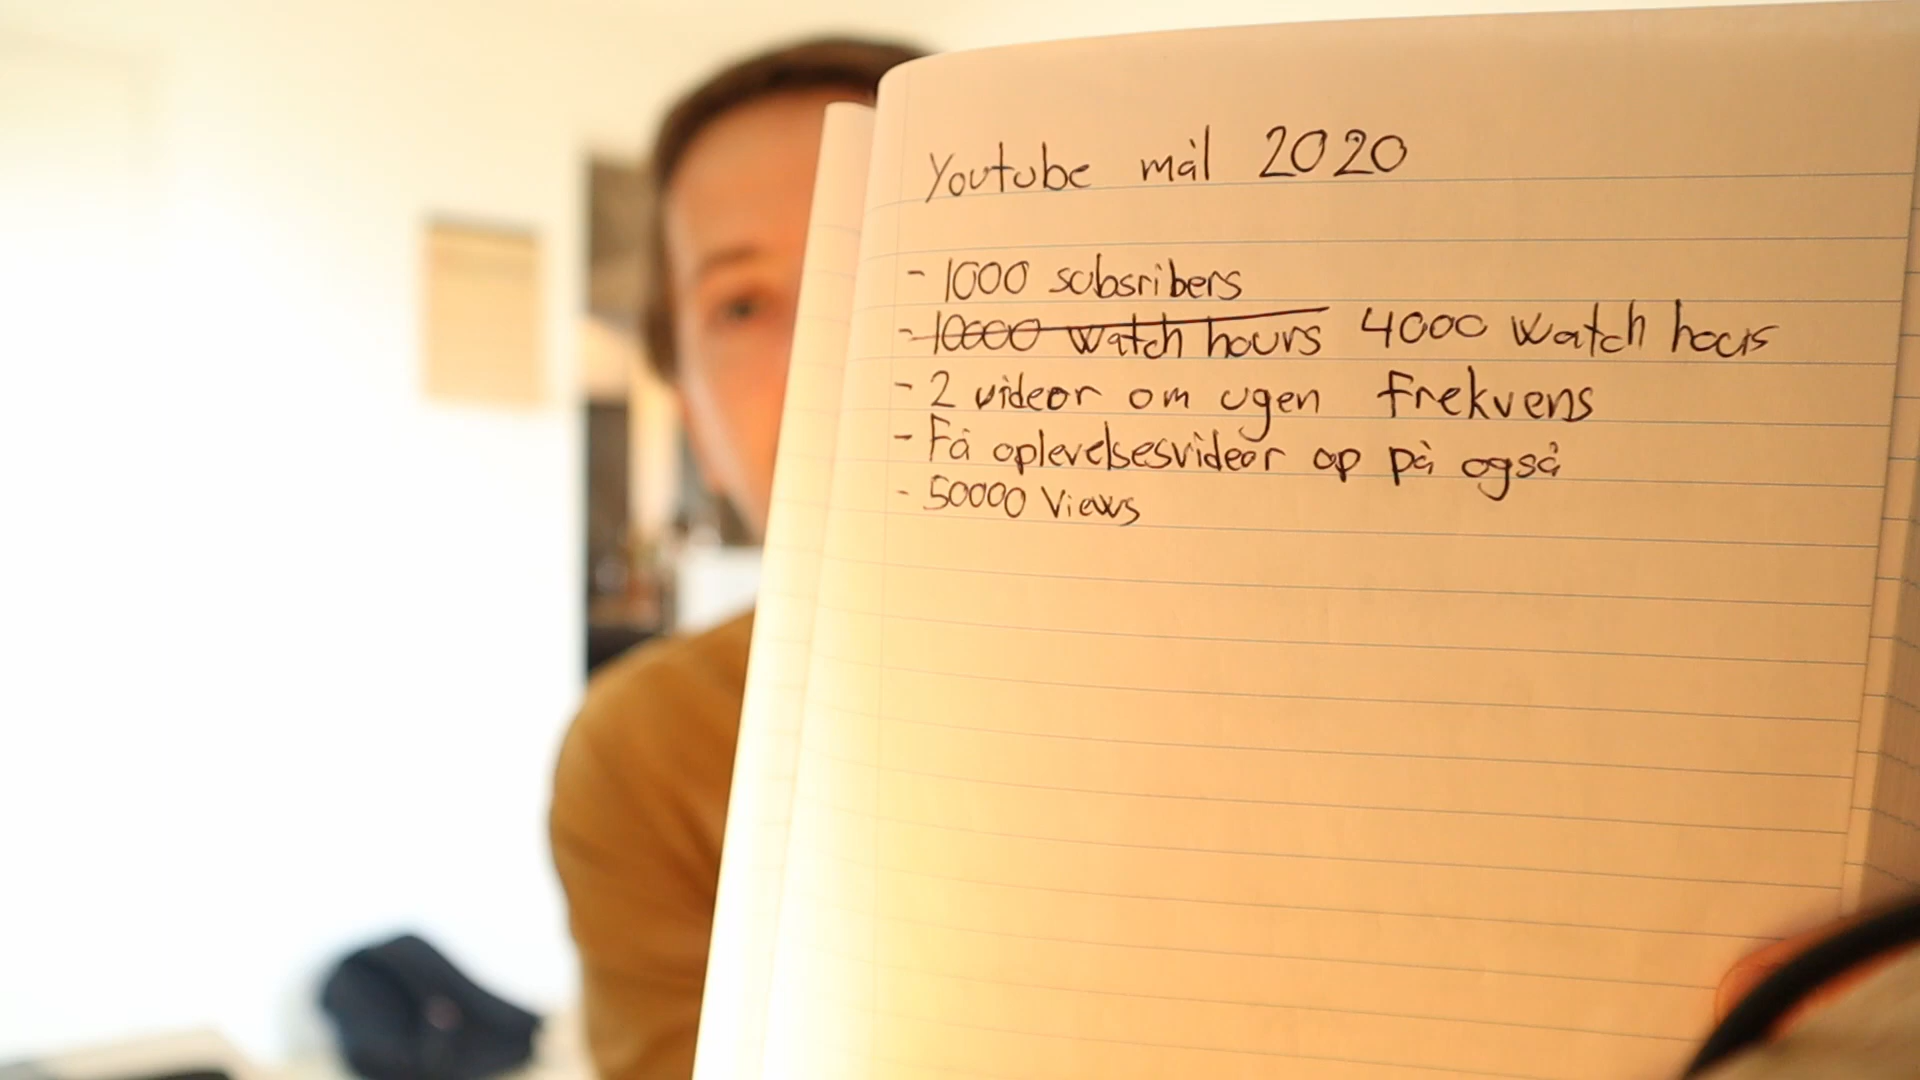 Youtube mål 2020
- 1000 subsribers
- 10000 watch hours 4000 watch hours
- 2 videor om ugen frekvens
- Få oplevelsesvideor op på også
- 50000 Views